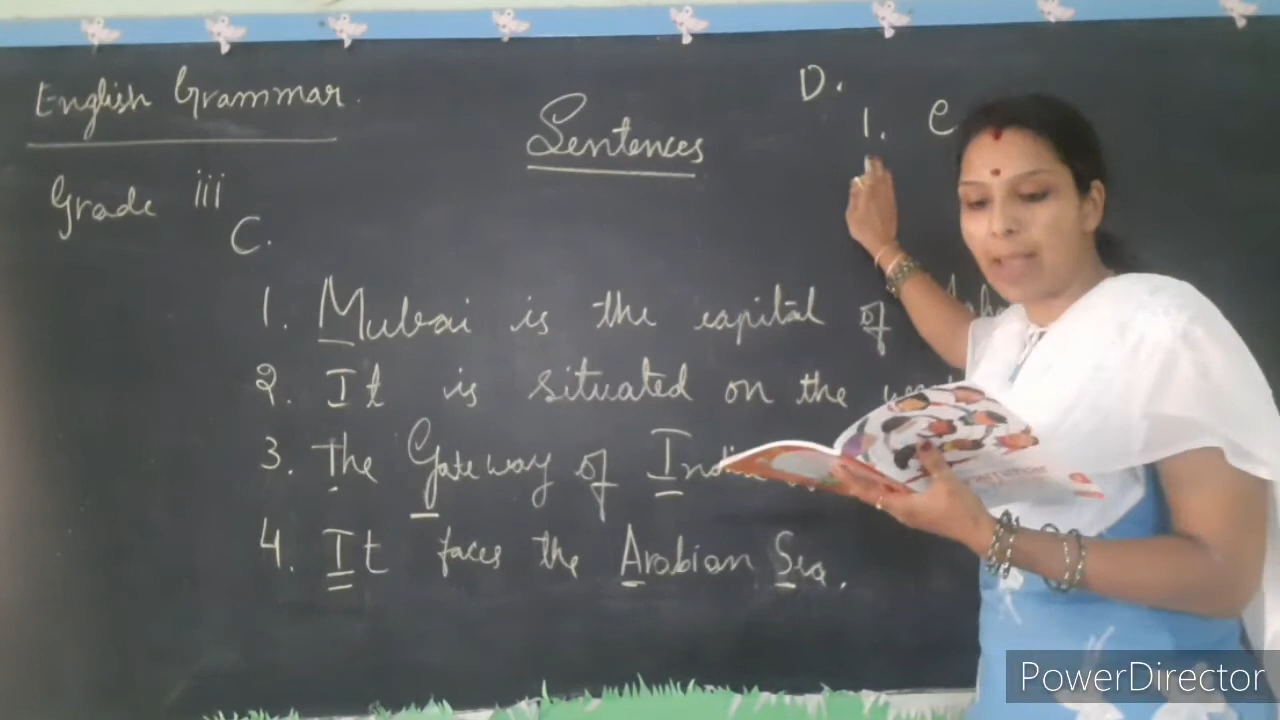 English Grammar.
Sentences
Grade iii
C.
1. Mubai is the capital of
2. It is situated on the
3. The Gateway of India
4. It faces the Arabian Sea.
D.
1. e
PowerDirector